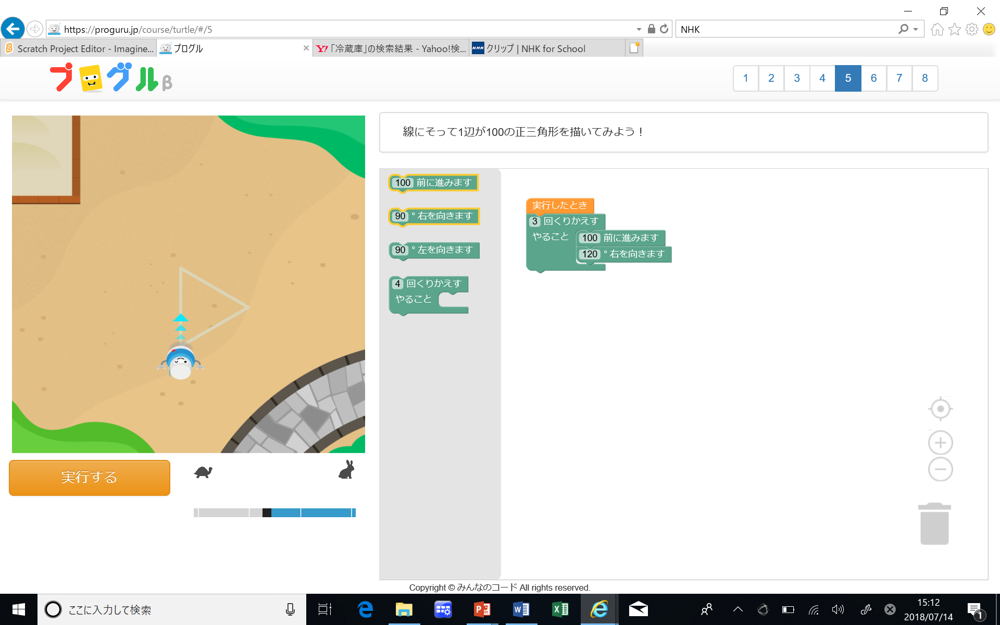 https://proguru.jp/course/turtle/#/5
NHK
Scratch Project Editor - Imagine...
プログル
Y! 「冷蔵庫」の検索結果 - Yahoo!検...
NHK クリップ | NHK for School
プログルβ
1 2 3 4 5 6 7 8
線にそって1辺が100の正三角形を描いてみよう！
100 前に進みます
90 ° 右を向きます
90 ° 左を向きます
4 回くりかえす
やること
実行したとき
3 回くりかえす
やること 100 前に進みます
120 ° 右を向きます
実行する
Copyright © みんなのコード All rights reserved.
ここに入力して検索
15:12
2018/07/14
1